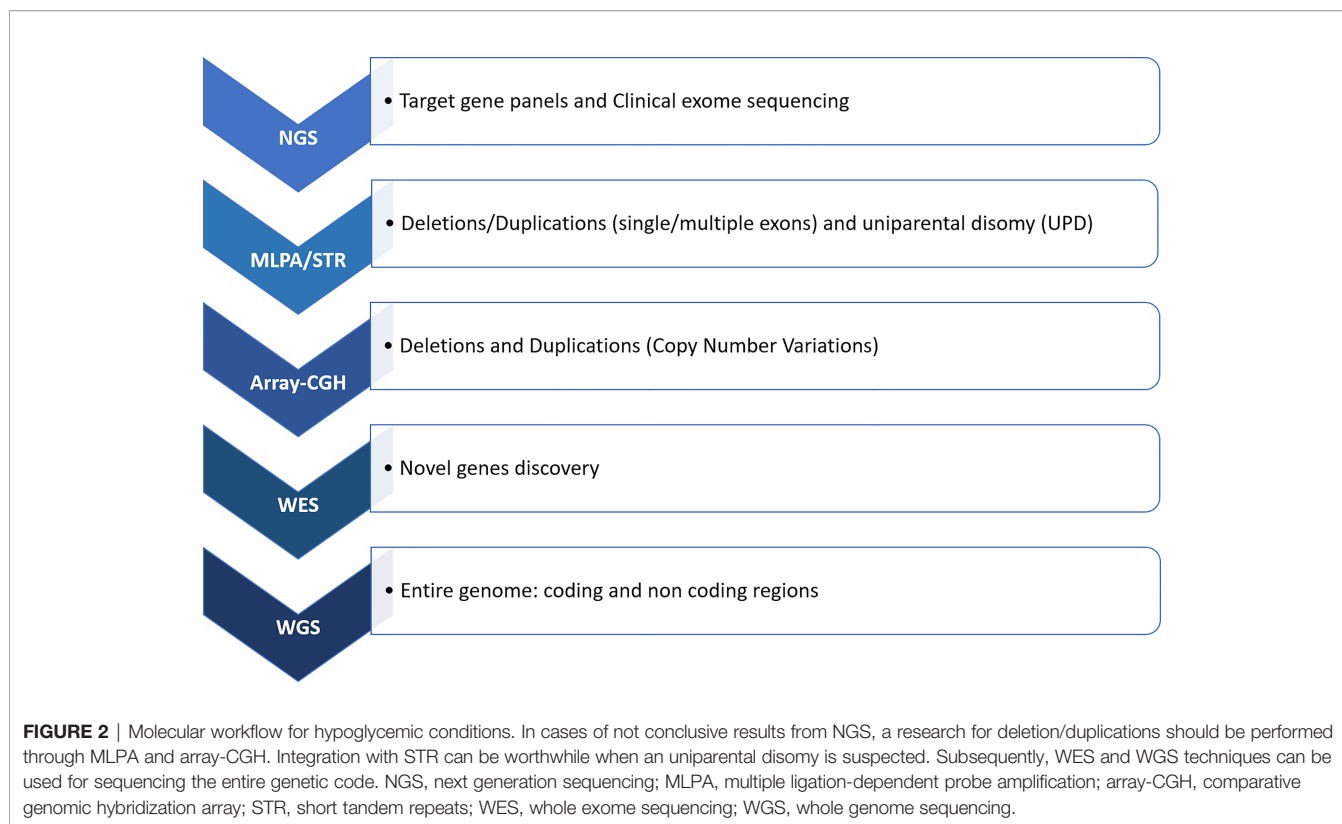 • Target gene panels and Clinical exome sequencing
NGS
• Deletions/Duplications (single/multiple exons) and uniparental disomy (UPD)
MLPA/STR
• Deletions and Duplication (Copy Number Variations)
Array-CGH
• Novel genes discovery
WES
• Entire genome: coding and non coding regions
WGS
FIGURE 2 | Molecular workflow for hypoglycemic conditions. In cases of not conclusive results from NGS, a research for deletion/duplications should be performed
through MLPA and array-CGH. Integration with STR can be worthwhile when an uniparental disomy is suspected. Subsequently, WES and WGS techniques can be
used for sequencing the entire genetic code. NGS, next generation sequencing; MLPA, multiple ligation-dependent probe amplification; array-CGH, comparative
genomic hybridization array; STR, short tandem repeats; WES, whole exome sequencing; WGS, whole genome sequencing.